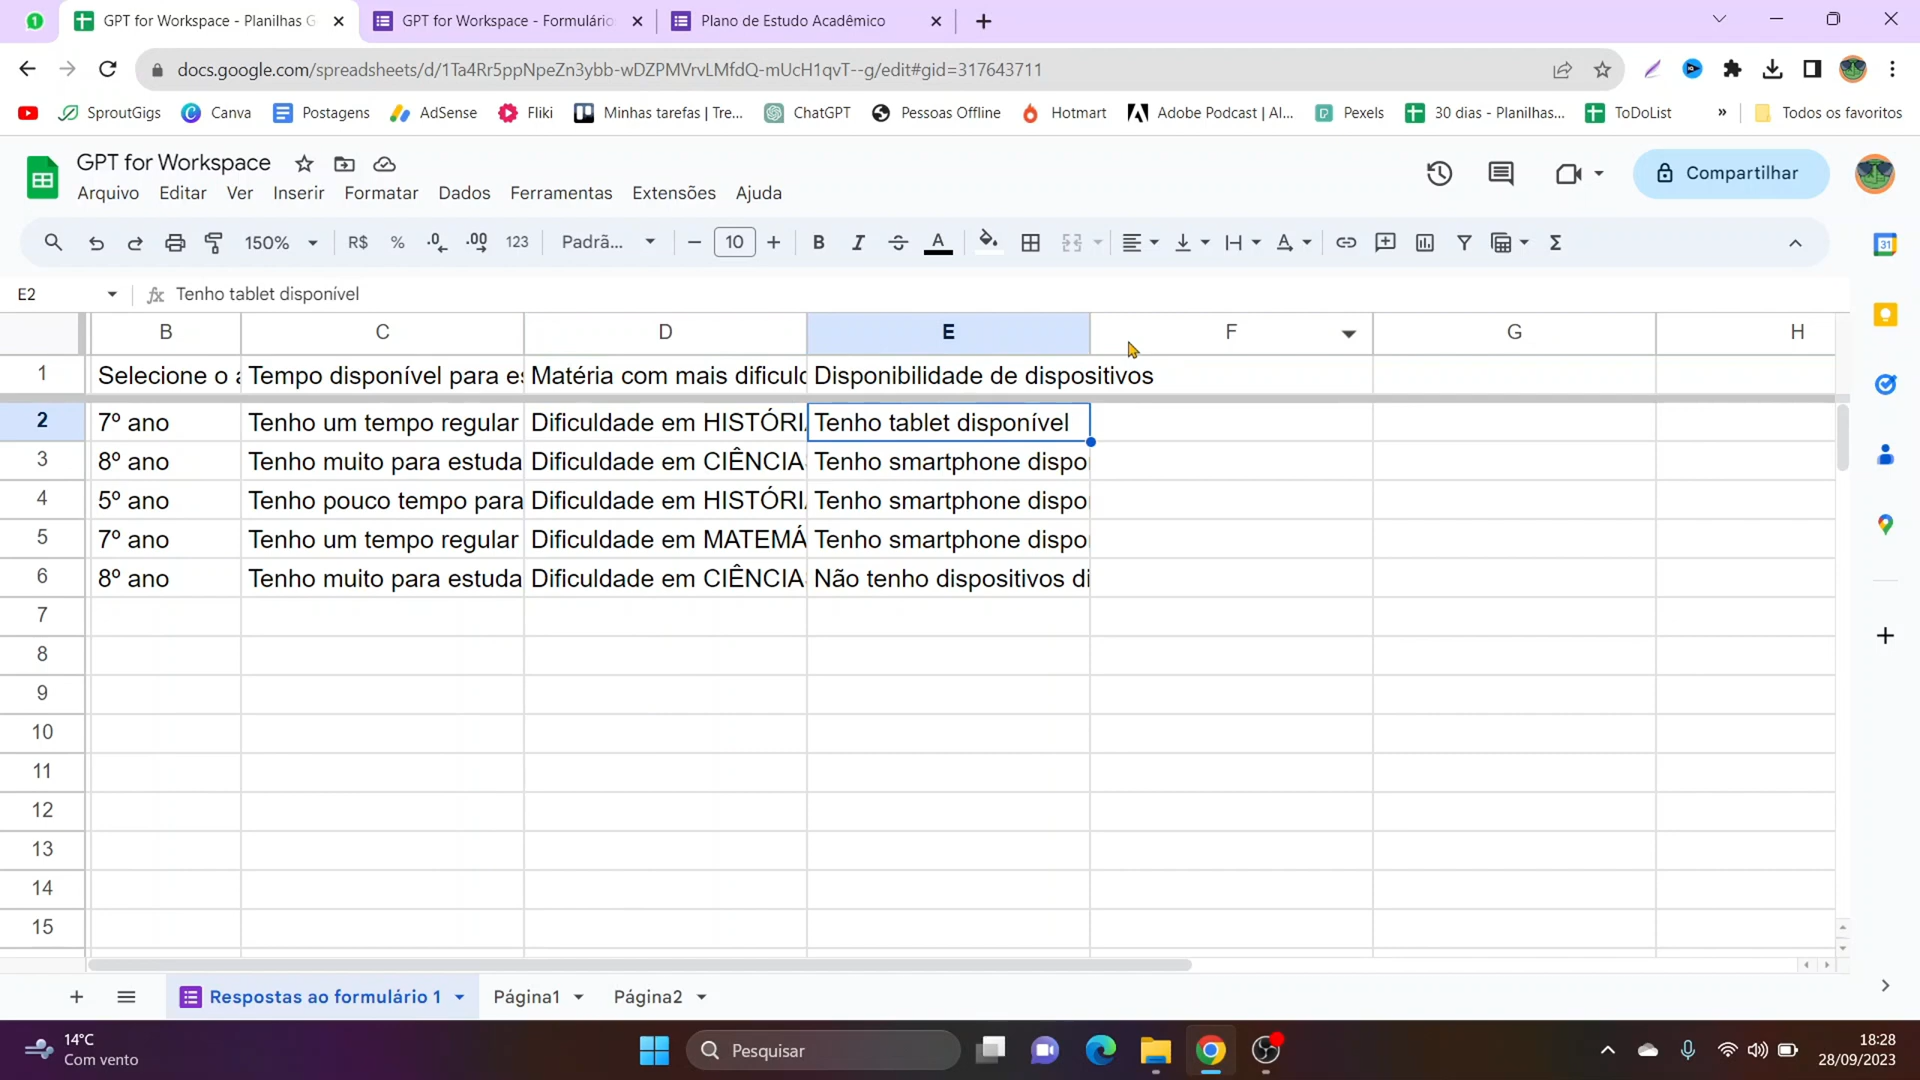 GPT for Workspace - Planilhas G
GPT for Workspace - Formulário
Plano de Estudo Acadêmico
docs.google.com/spreadsheets/d/1Ta4Rr5ppNpeZn3ybb-wDZPMVrvLMfdQ-mUcH1qvT--g/edit#gid=317643711
SproutGigs
Canva
Postagens
AdSense
Fliki
Minhas tarefas | Tre...
ChatGPT
Pessoas Offline
Hotmart
Adobe Podcast | AI...
Pexels
30 dias - Planilhas...
ToDoList
»
Todos os favoritos
GPT for Workspace
Arquivo Editar Ver Inserir Formatar Dados Ferramentas Extensões Ajuda
Compartilhar
150% R$ % .0 .00 123 Padrã... 10 B I A Σ
31
E2 fx Tenho tablet disponível
B C D E F G H
1 Selecione o a Tempo disponível para es Matéria com mais dificulc Disponibilidade de dispositivos
2 7º ano Tenho um tempo regular Dificuldade em HISTÓRI Tenho tablet disponível
3 8º ano Tenho muito para estuda Dificuldade em CIÊNCIA Tenho smartphone dispo
4 5º ano Tenho pouco tempo para Dificuldade em HISTÓRI Tenho smartphone dispo
5 7º ano Tenho um tempo regular Dificuldade em MATEMÁ Tenho smartphone dispo
6 8º ano Tenho muito para estuda Dificuldade em CIÊNCIA Não tenho dispositivos di
7
8
9
10
11
12
13
14
15
Respostas ao formulário 1 Página1 Página2
14°C
Com vento
Pesquisar
18:28
28/09/2023